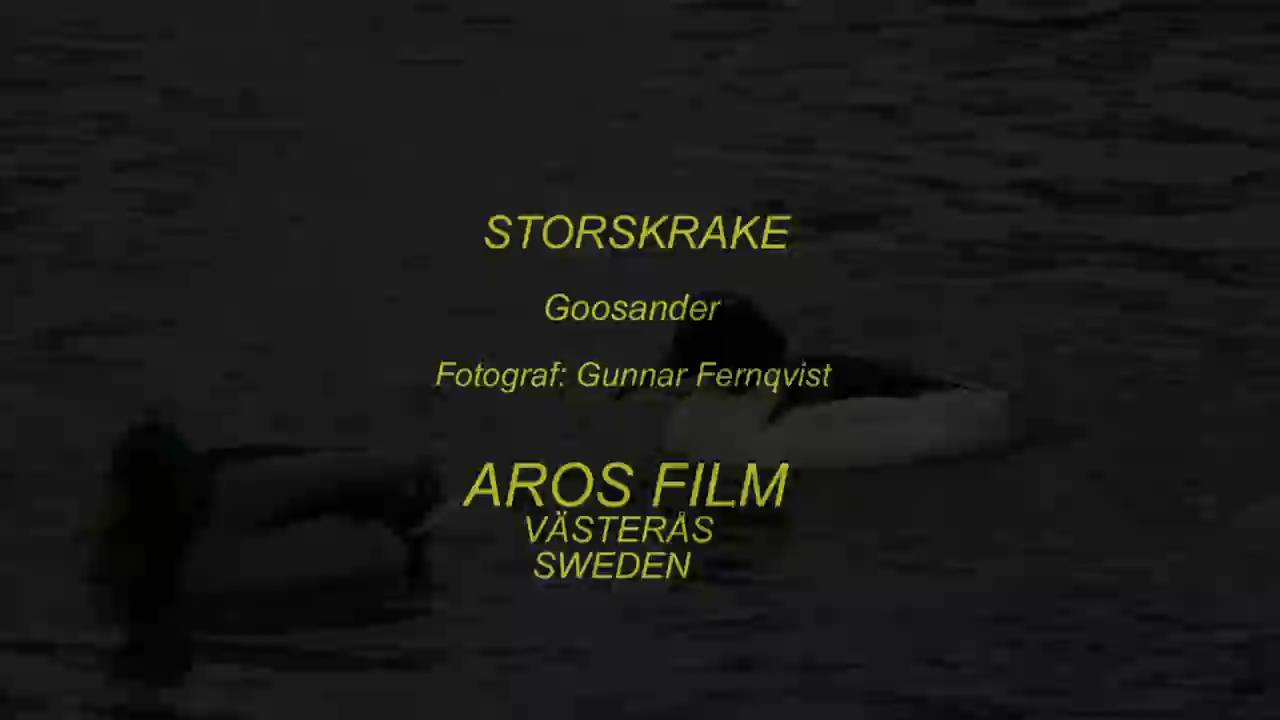 STORSKRAKE
Goosander
Fotograf: Gunnar Fernqvist
AROS FILM
VÄSTERÅS
SWEDEN